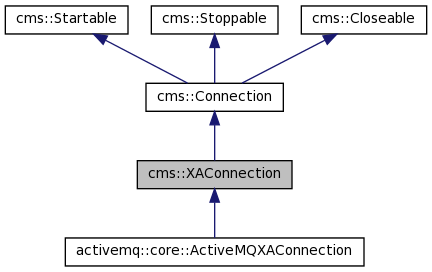 cms::Startable
cms::Stoppable
cms::Closeable
cms::Connection
cms::XAConnection
activemq::core::ActiveMQXAConnection